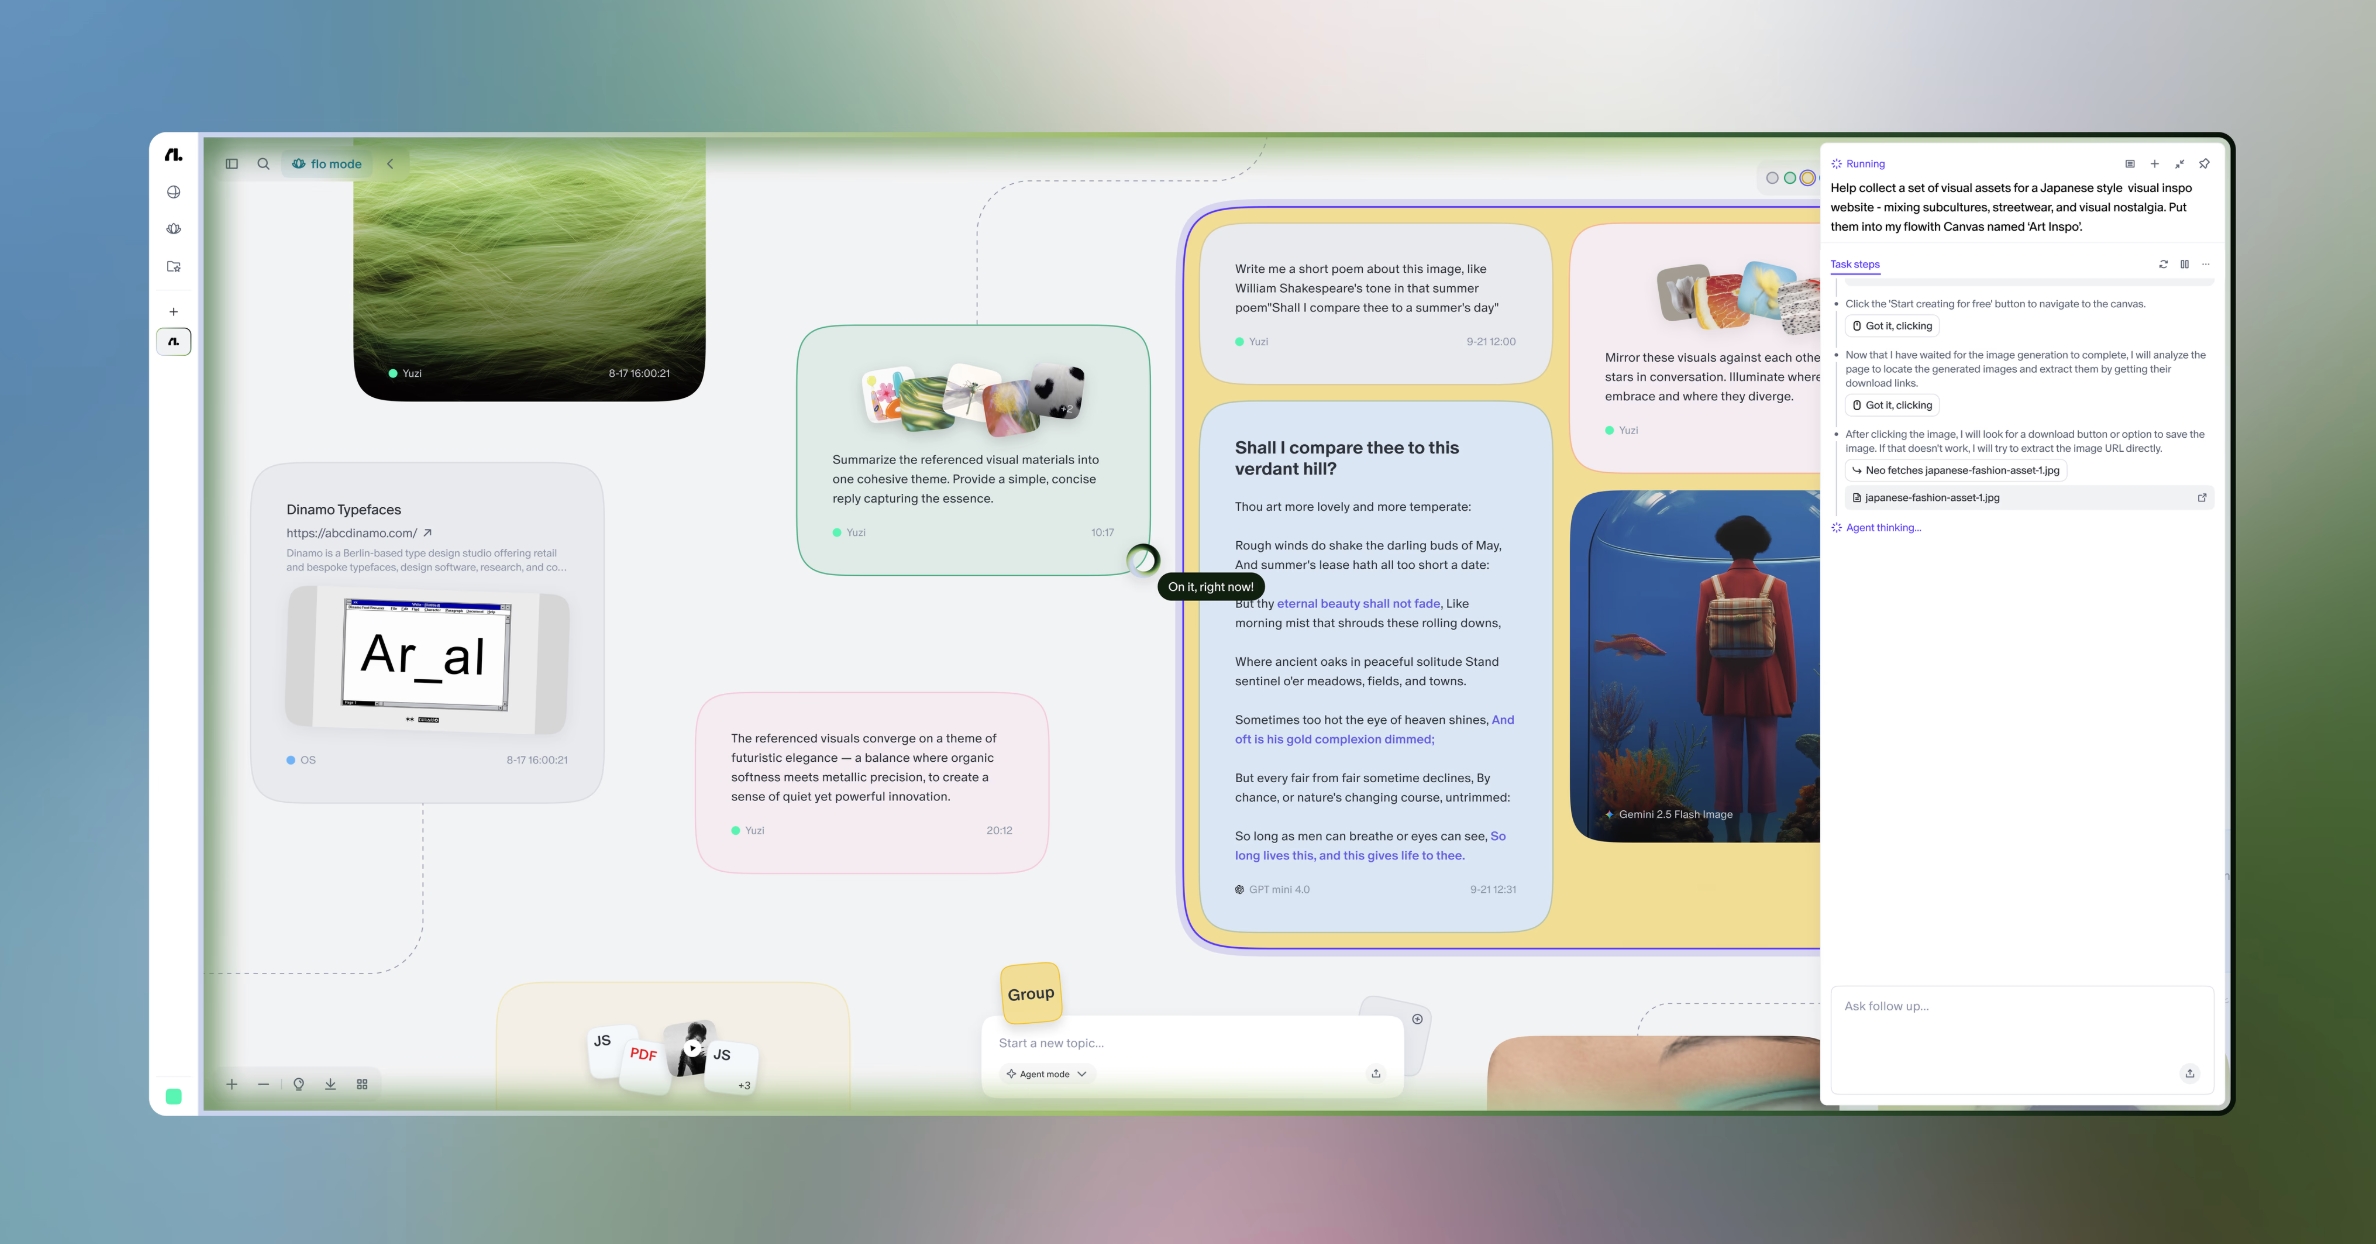 flo mode
Yuzi
8-17 16:00:21
Dinamo Typefaces
https://abcdinamo.com/
Dinamo is a Berlin-based type design studio offering retail
and bespoke typefaces, design software, research, and co...
Ar_al
OS
8-17 16:00:21
+2
Summarize the referenced visual materials into
one cohesive theme. Provide a simple, concise
reply capturing the essence.
Yuzi
10:17
On it, right now!
The referenced visuals converge on a theme of
futuristic elegance — a balance where organic
softness meets metallic precision, to create a
sense of quiet yet powerful innovation.
Yuzi
20:12
JS
PDF
JS
+3
Write me a short poem about this image, like
William Shakespeare's tone in that summer
poem"Shall I compare thee to a summer's day"
Yuzi
9-21 12:00
Shall I compare thee to this
verdant hill?
Thou art more lovely and more temperate:
Rough winds do shake the darling buds of May,
And summer's lease hath all too short a date:
But thy eternal beauty shall not fade, Like
morning mist that shrouds these rolling downs,
Where ancient oaks in peaceful solitude Stand
sentinel o'er meadows, fields, and towns.
Sometimes too hot the eye of heaven shines, And
oft is his gold complexion dimmed;
But every fair from fair sometime declines, By
chance, or nature's changing course, untrimmed:
So long as men can breathe or eyes can see, So
long lives this, and this gives life to thee.
GPT mini 4.0
9-21 12:31
Mirror these visuals against each othe
stars in conversation. Illuminate where
embrace and where they diverge.
Yuzi
Gemini 2.5 Flash Image
Group
Start a new topic...
Agent mode
Running
Help collect a set of visual assets for a Japanese style visual inspo
website - mixing subcultures, streetwear, and visual nostalgia. Put
them into my flowith Canvas named 'Art Inspo'.
Task steps
Click the 'Start creating for free' button to navigate to the canvas.
Got it, clicking
Now that I have waited for the image generation to complete, I will analyze the
page to locate the generated images and extract them by getting their
download links.
Got it, clicking
After clicking the image, I will look for a download button or option to save the
image. If that doesn't work, I will try to extract the image URL directly.
Neo fetches japanese-fashion-asset-1.jpg
japanese-fashion-asset-1.jpg
Agent thinking...
Ask follow up...